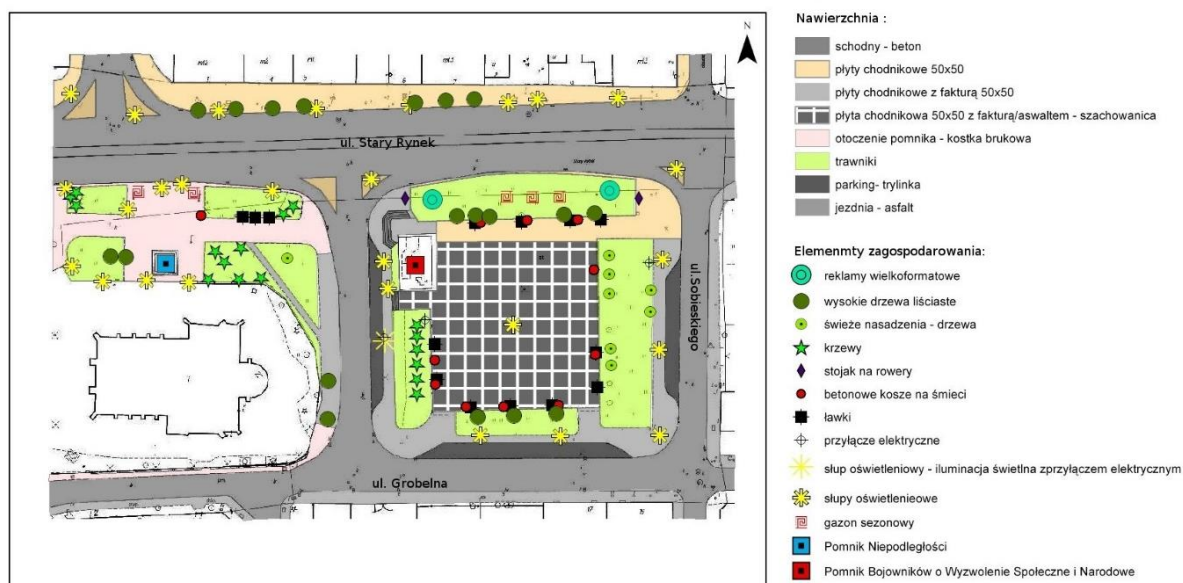 N
ul. Stary Rynek
ul.Sobieskiego
ul. Grobelna
Nawierzchnia :
schodny - beton
płyty chodnikowe 50x50
płyty chodnikowe z fakturą 50x50
płyta chodnikowa 50x50 z fakturą/aswaltem - szachowanica
otoczenie pomnika - kostka brukowa
trawniki
parking- trylinka
jezdnia - asfalt
Elemenmty zagospodarowania:
reklamy wielkoformatowe
wysokie drzewa liściaste
świeże nasadzenia - drzewa
krzewy
stojak na rowery
betonowe kosze na śmieci
ławki
przyłącze elektryczne
słup oświetleniowy - iluminacja świetlna zprzyłączem elektrycznym
słupy oświetlenieowe
gazon sezonowy
Pomnik Niepodległości
Pomnik Bojowników o Wyzwolenie Społeczne i Narodowe